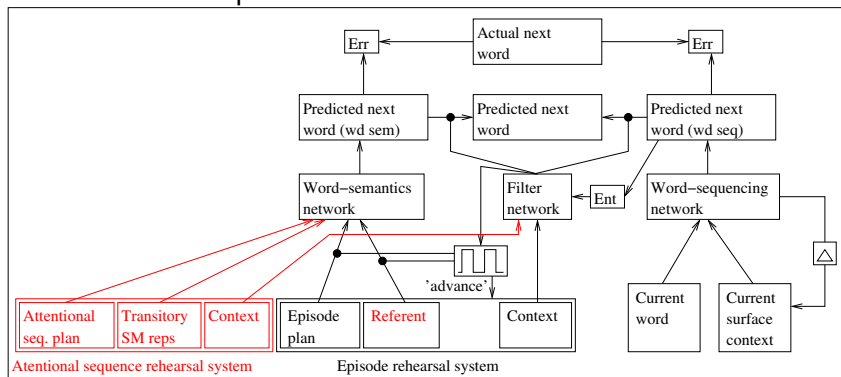 Actual next
word
Err
Err
Predicted next
word (wd sem)
Predicted next
word
Predicted next
word (wd seq)
Word−semantics
network
Filter
network
Ent
Word−sequencing
network
△
'advance'
Attentional
seq. plan
Transitory
SM reps
Context
Episode
plan
Referent
Context
Current
word
Current
surface
context
Atentional sequence rehearsal system
Episode rehearsal system